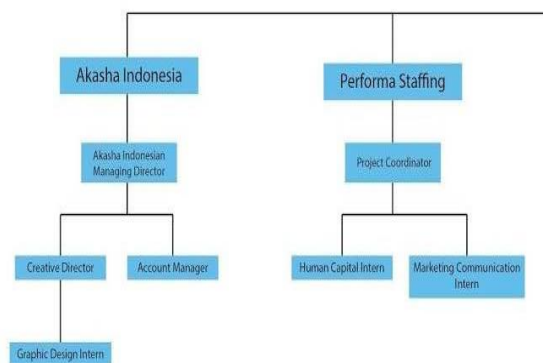 Akasha Indonesia
Performa Staffing
Akasha Indonesian
Managing Director
Project Coordinator
Creative Director
Account Manager
Human Capital Intern
Marketing Communication
Intern
Graphic Design Intern